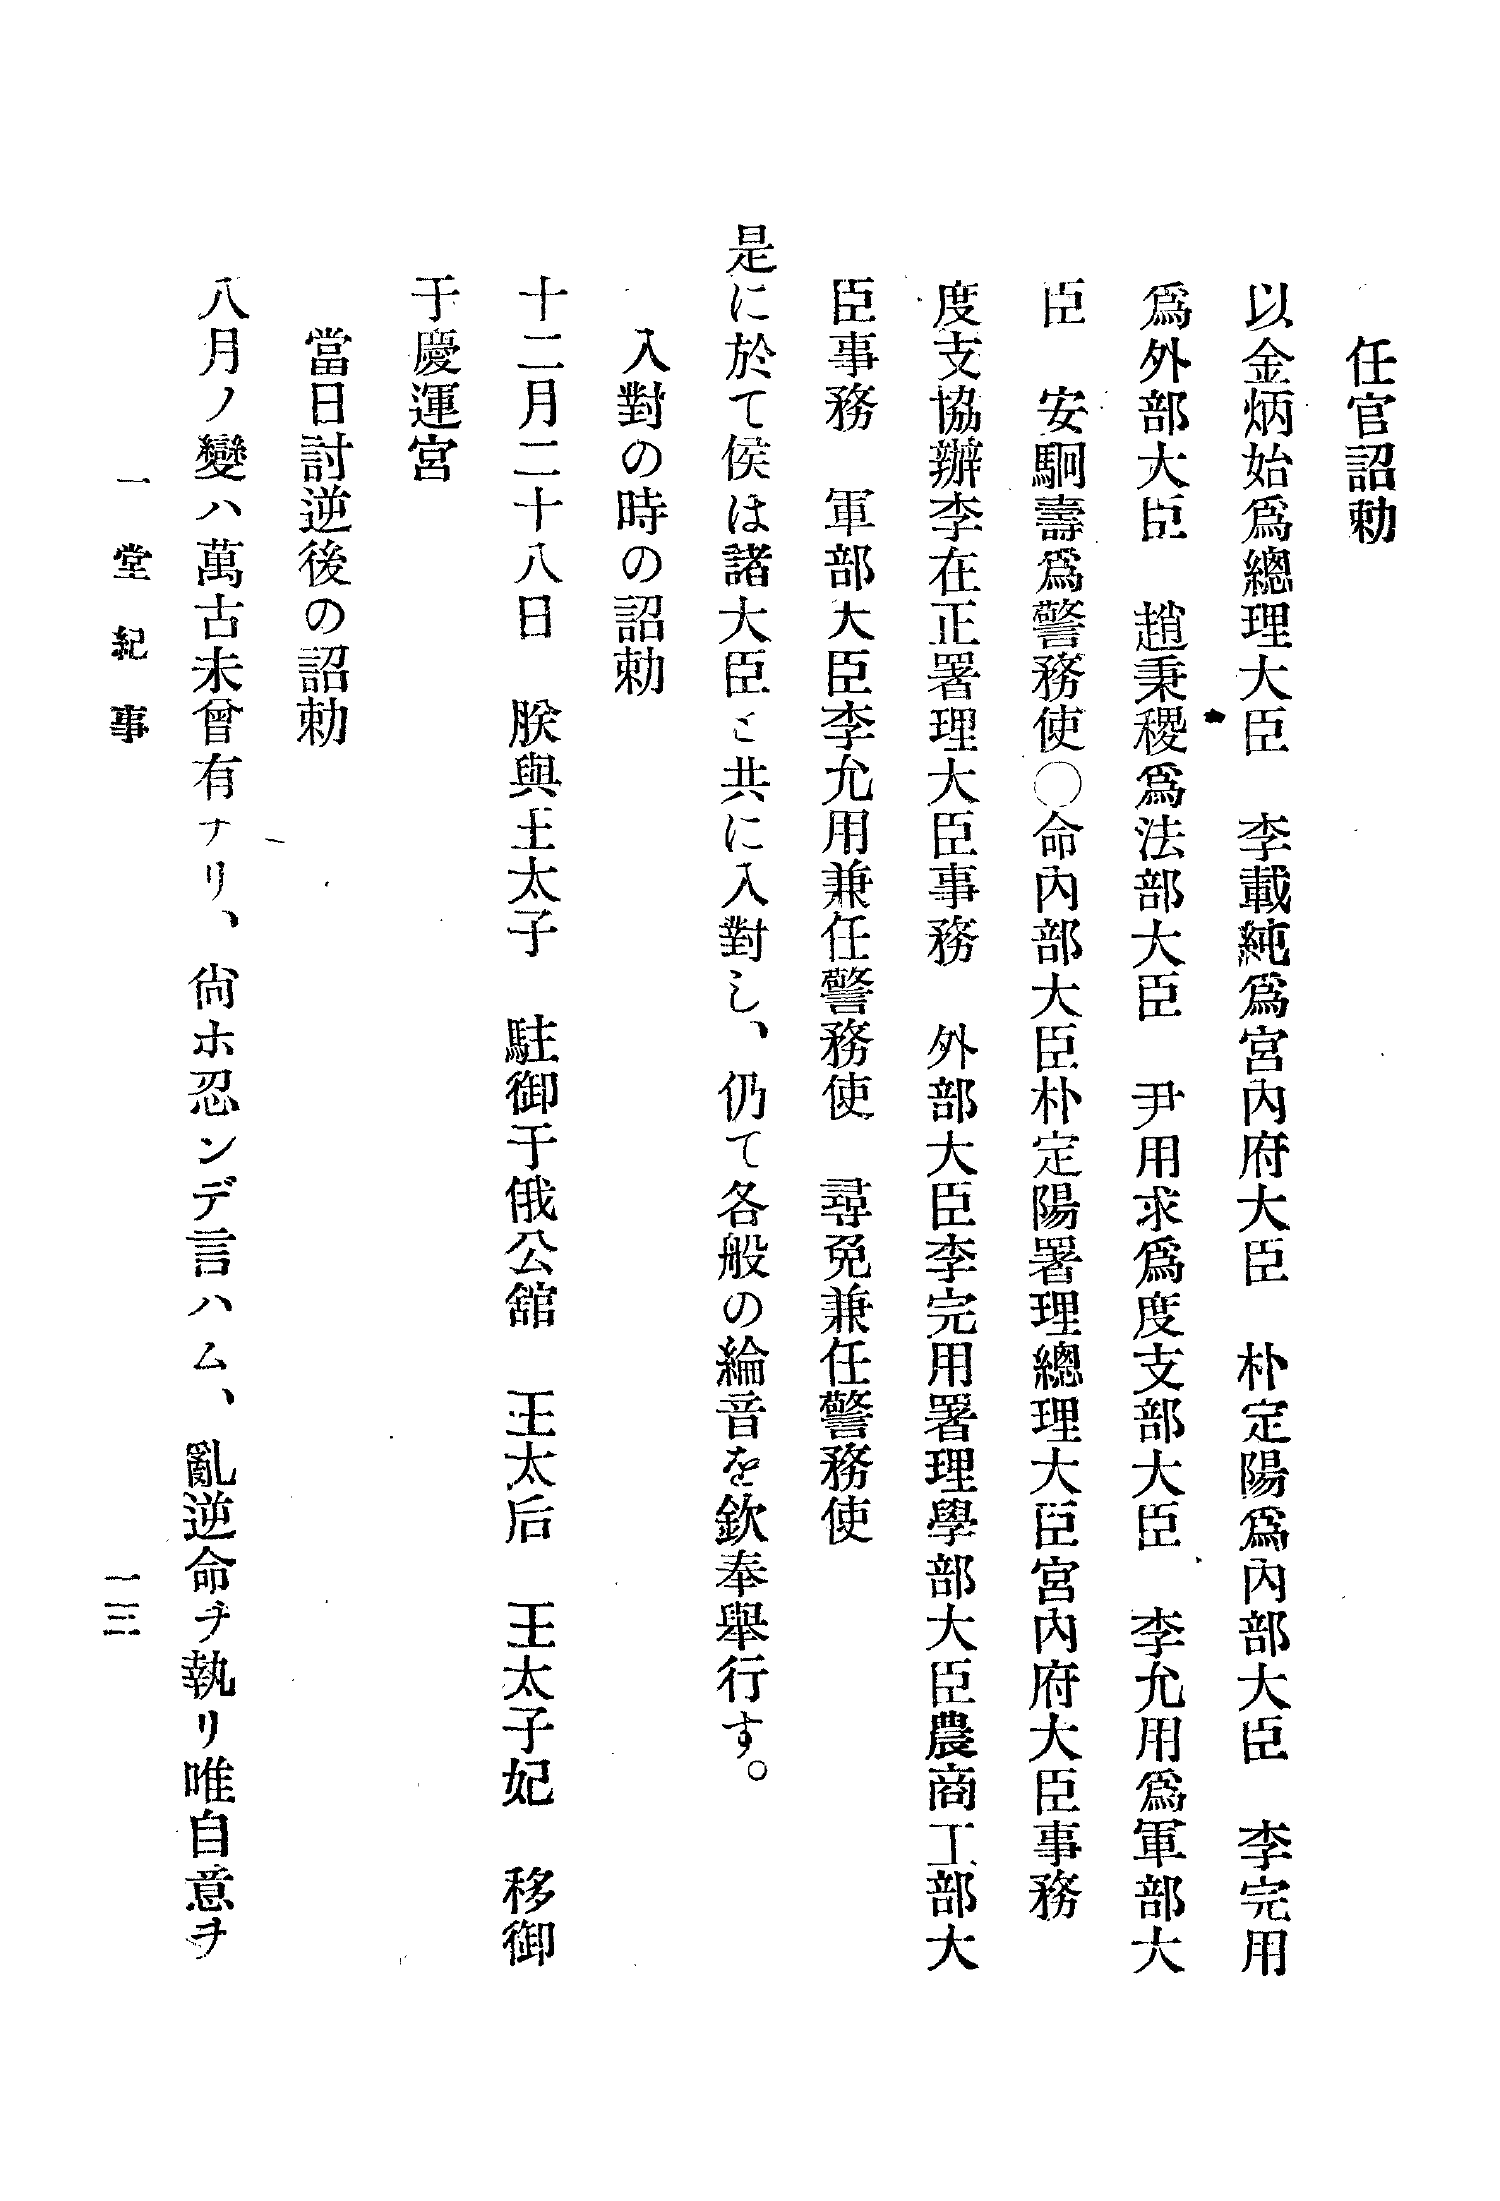 任官詔勅
以金炳始爲總理大臣　李載純爲宮內府大臣　朴定陽爲內部大臣　李完用
爲外部大臣　趙秉稷爲法部大臣　尹用求爲度支部大臣　李允用爲軍部大
臣　安駉壽爲警務使〇命內部大臣朴定陽署理總理大臣宮內府大臣事務
度支協辦李在正署理大臣事務　外部大臣李完用署理學部大臣農商工部大
臣事務　軍部大臣李允用兼任警務使　尋免兼任警務使
是に於て侯は諸大臣と共に入對し、仍て各般の綸音を欽奉擧行す。
入對の時の詔勅
十二月二十八日　朕與王太子　駐御于俄公舘　王太后　王太子妃　移御
于慶運宮
當日討逆後の詔勅
八月ノ變ハ萬古未曾有ナリ、尙ホ忍ンデ言ハム、亂逆命ヲ執リ唯自意ヲ
一堂紀事
一三